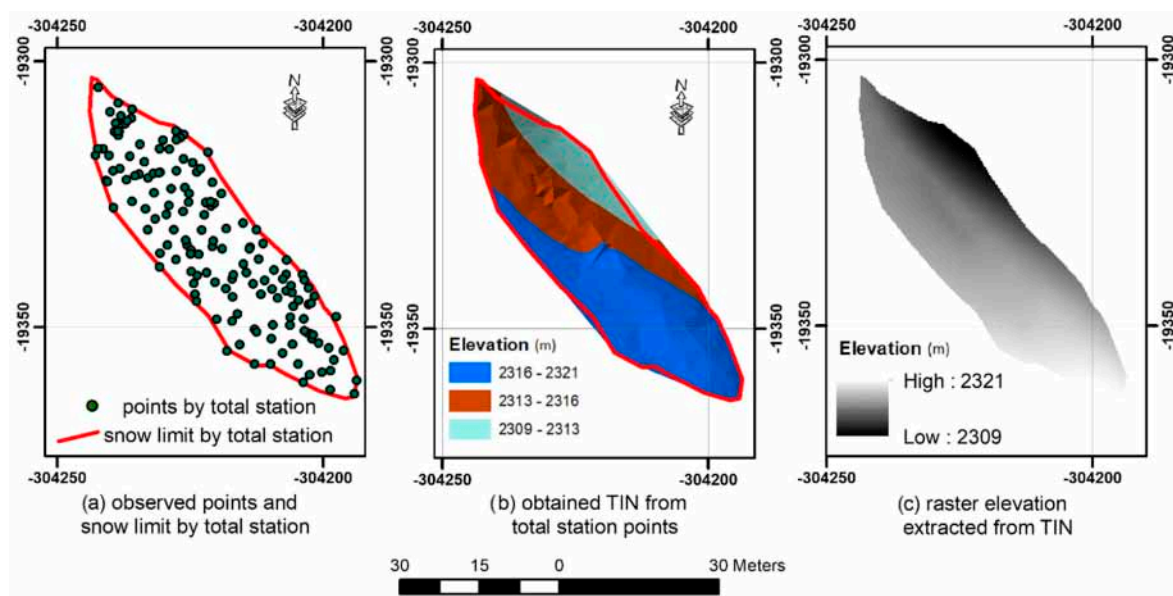 -304250 -304200 -304250 -304200 -304250 -304200
-19300 -19300 -19300 -19300
N N
-19350 -19350 -19350 -19350
Elevation (m)
2316 - 2321
2313 - 2316
2309 - 2313
Elevation (m)
High : 2321
Low : 2309
points by total station
snow limit by total station
-304250 -304200 -304250 -304200 -304250 -304200
(a) observed points and
snow limit by total station
(b) obtained TIN from
total station points
(c) raster elevation
extracted from TIN
30 15 0 30 Meters